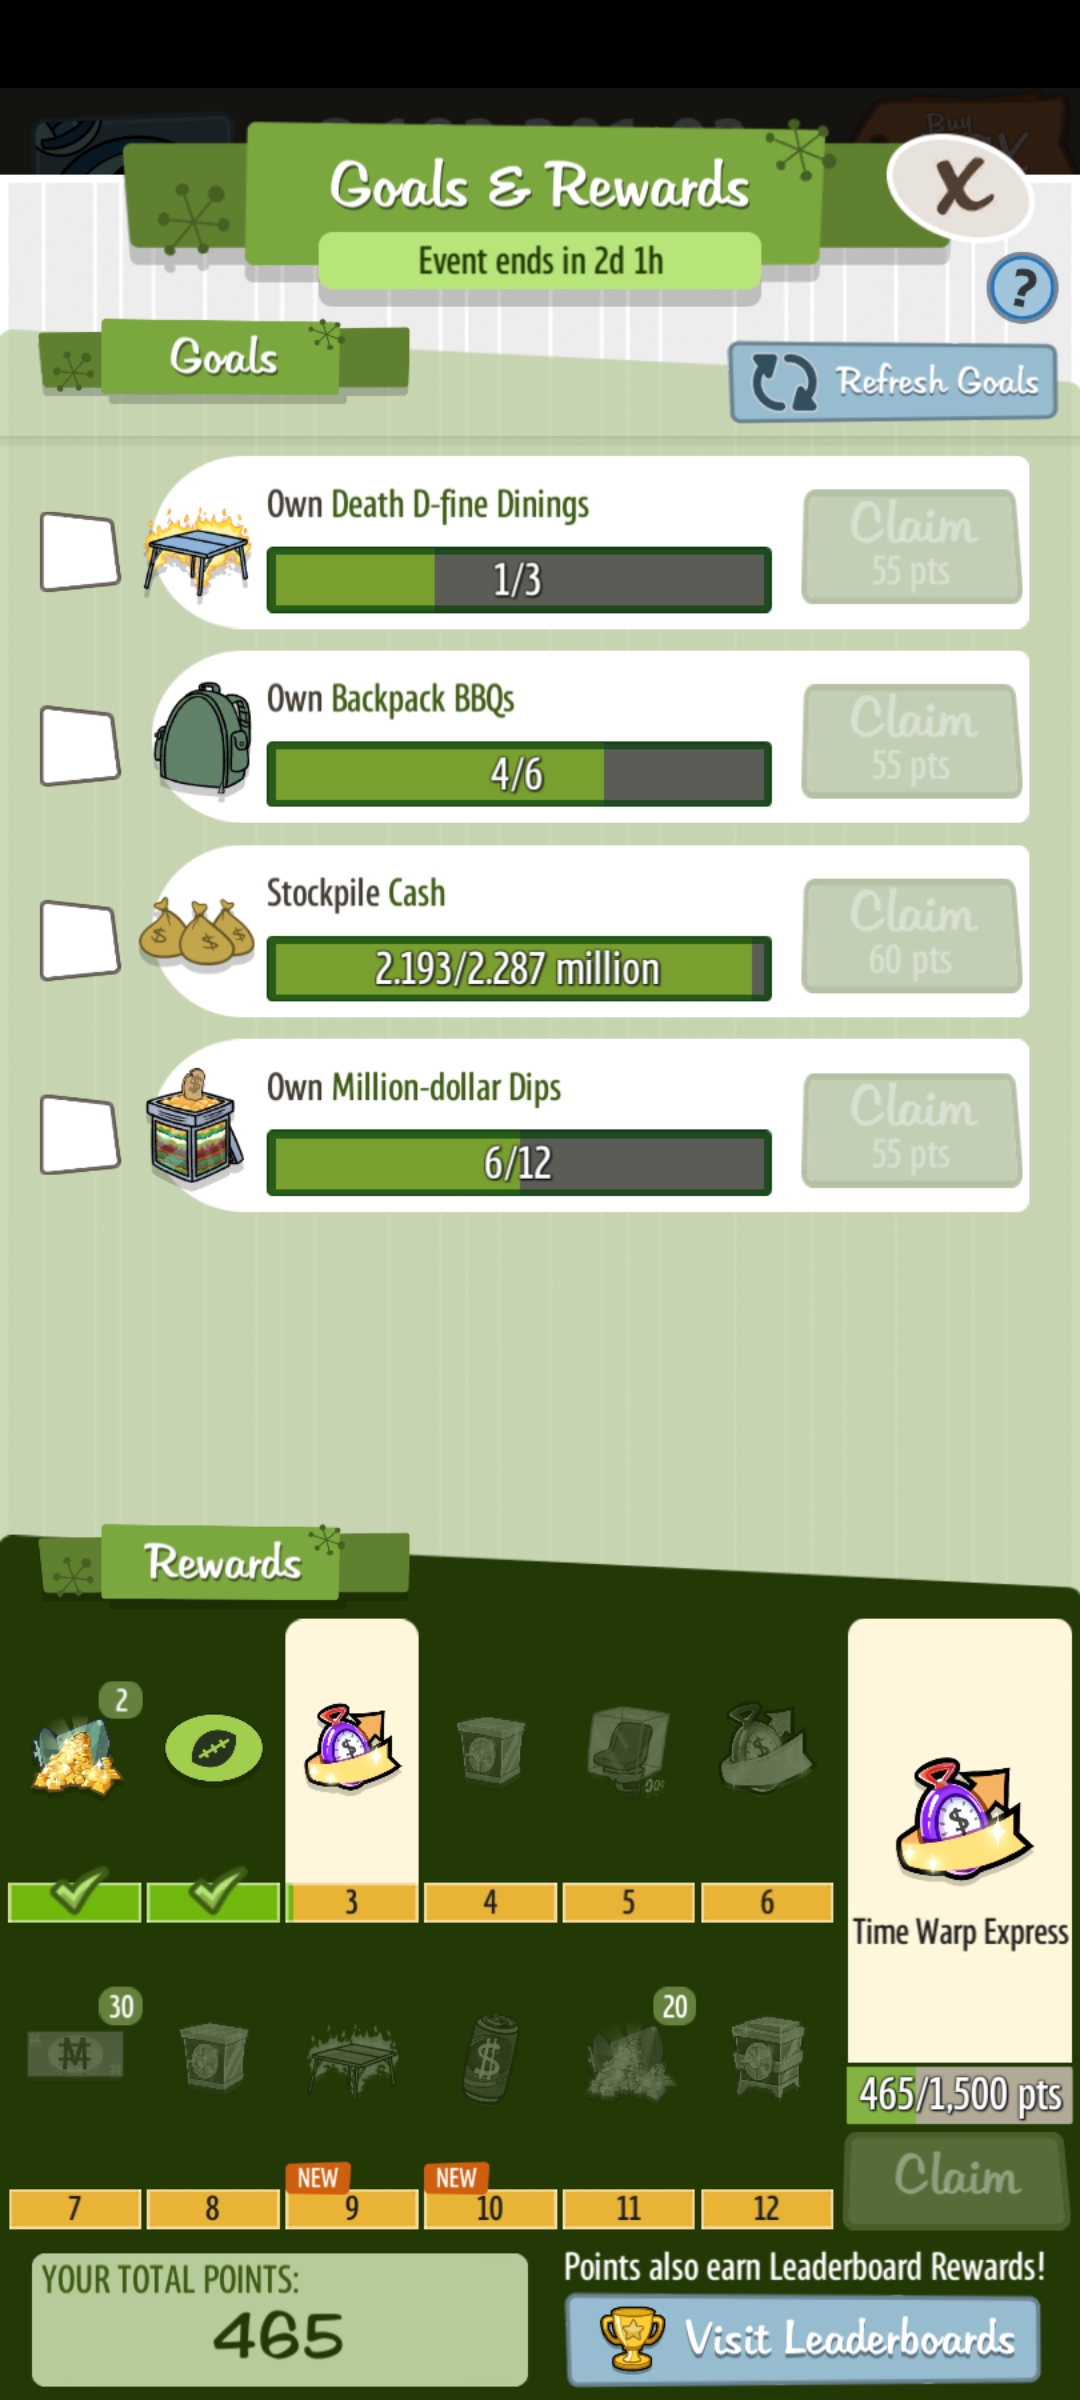 Buy
Goals & Rewards
X
Event ends in 2d 1h
?
Goals
Refresh Goals
Own Death D-fine Dinings
1/3
Claim
55 pts
Own Backpack BBQs
4/6
Claim
55 pts
Stockpile Cash
2.193/2.287 million
Claim
60 pts
Own Million-dollar Dips
6/12
Claim
55 pts
Rewards
2
3
4
5
6
Time Warp Express
30
20
465/1,500 pts
NEW
NEW
7
8
9
10
11
12
Claim
YOUR TOTAL POINTS:
465
Points also earn Leaderboard Rewards!
Visit Leaderboards